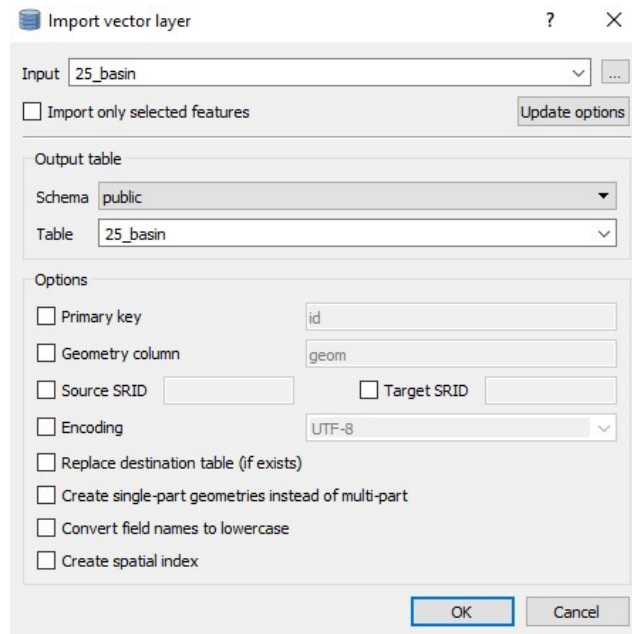 Import vector layer ?
Input 25_basin ...
Import only selected features Update options
Output table
Schema public
Table 25_basin
Options
Primary key id
Geometry column geom
Source SRID Target SRID
Encoding UTF-8
Replace destination table (if exists)
Create single-part geometries instead of multi-part
Convert field names to lowercase
Create spatial index
OK Cancel